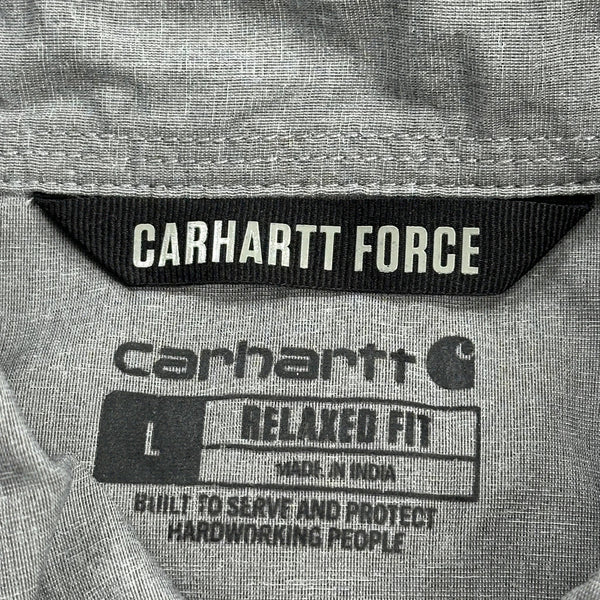 CARHARTT FORCE
carhartt
L
RELAXED FIT
MADE IN INDIA
BUILT TO SERVE AND PROTECT
HARDWORKING PEOPLE